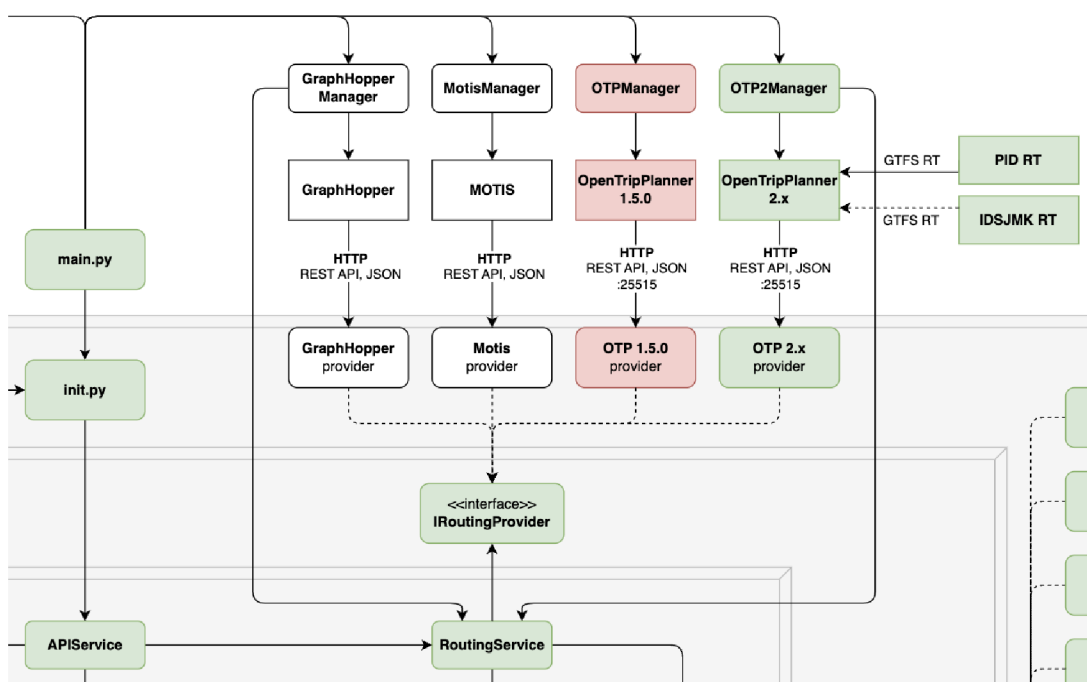 GraphHopper
Manager
MotisManager
OTPManager
OTP2Manager
GraphHopper
MOTIS
OpenTripPlanner
1.5.0
OpenTripPlanner
2.x
GTFS RT
PID RT
GTFS RT
IDSJMK RT
main.py
HTTP
REST API, JSON
HTTP
REST API, JSON
HTTP
REST API, JSON
:25515
HTTP
REST API, JSON
:25515
GraphHopper
provider
Motis
provider
OTP 1.5.0
provider
OTP 2.x
provider
init.py
<<interface>>
IRoutingProvider
APIService
RoutingService